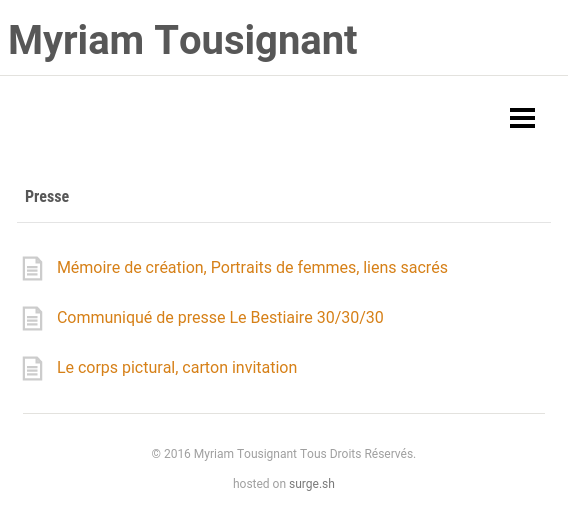 Myriam Tousignant
Presse
Mémoire de création, Portraits de femmes, liens sacrés
Communiqué de presse Le Bestiaire 30/30/30
Le corps pictural, carton invitation
© 2016 Myriam Tousignant Tous Droits Réservés.
hosted on surge.sh